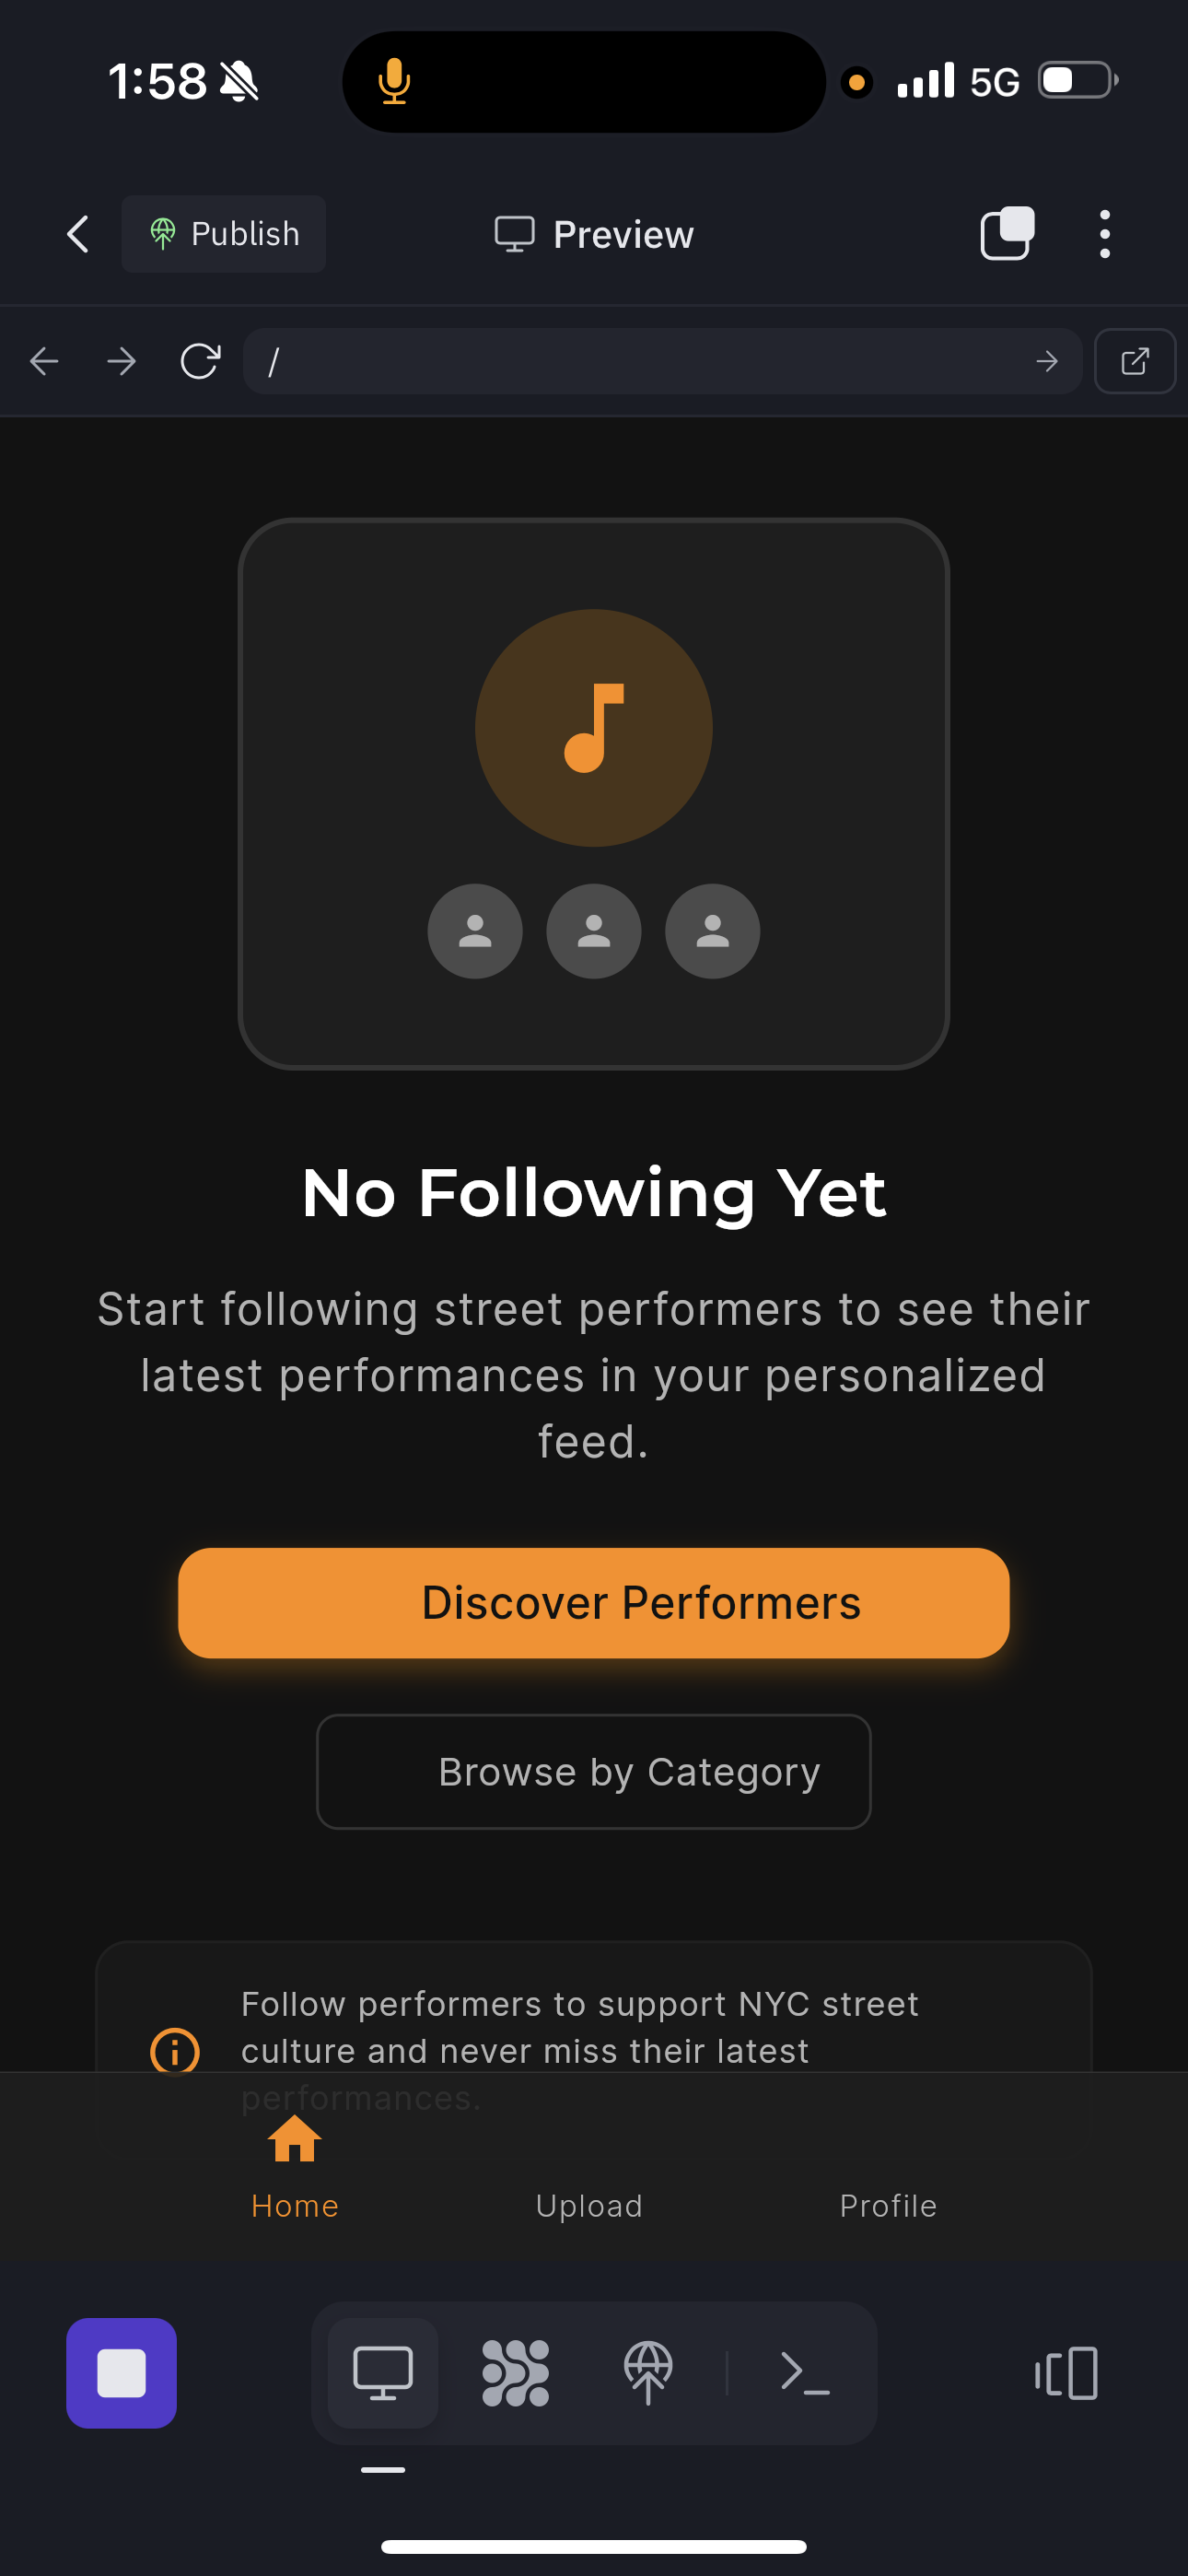 1:58
5G
Publish
Preview
/
No Following Yet
Start following street performers to see their
latest performances in your personalized
feed.
Discover Performers
Browse by Category
Follow performers to support NYC street
culture and never miss their latest
performances.
Home
Upload
Profile